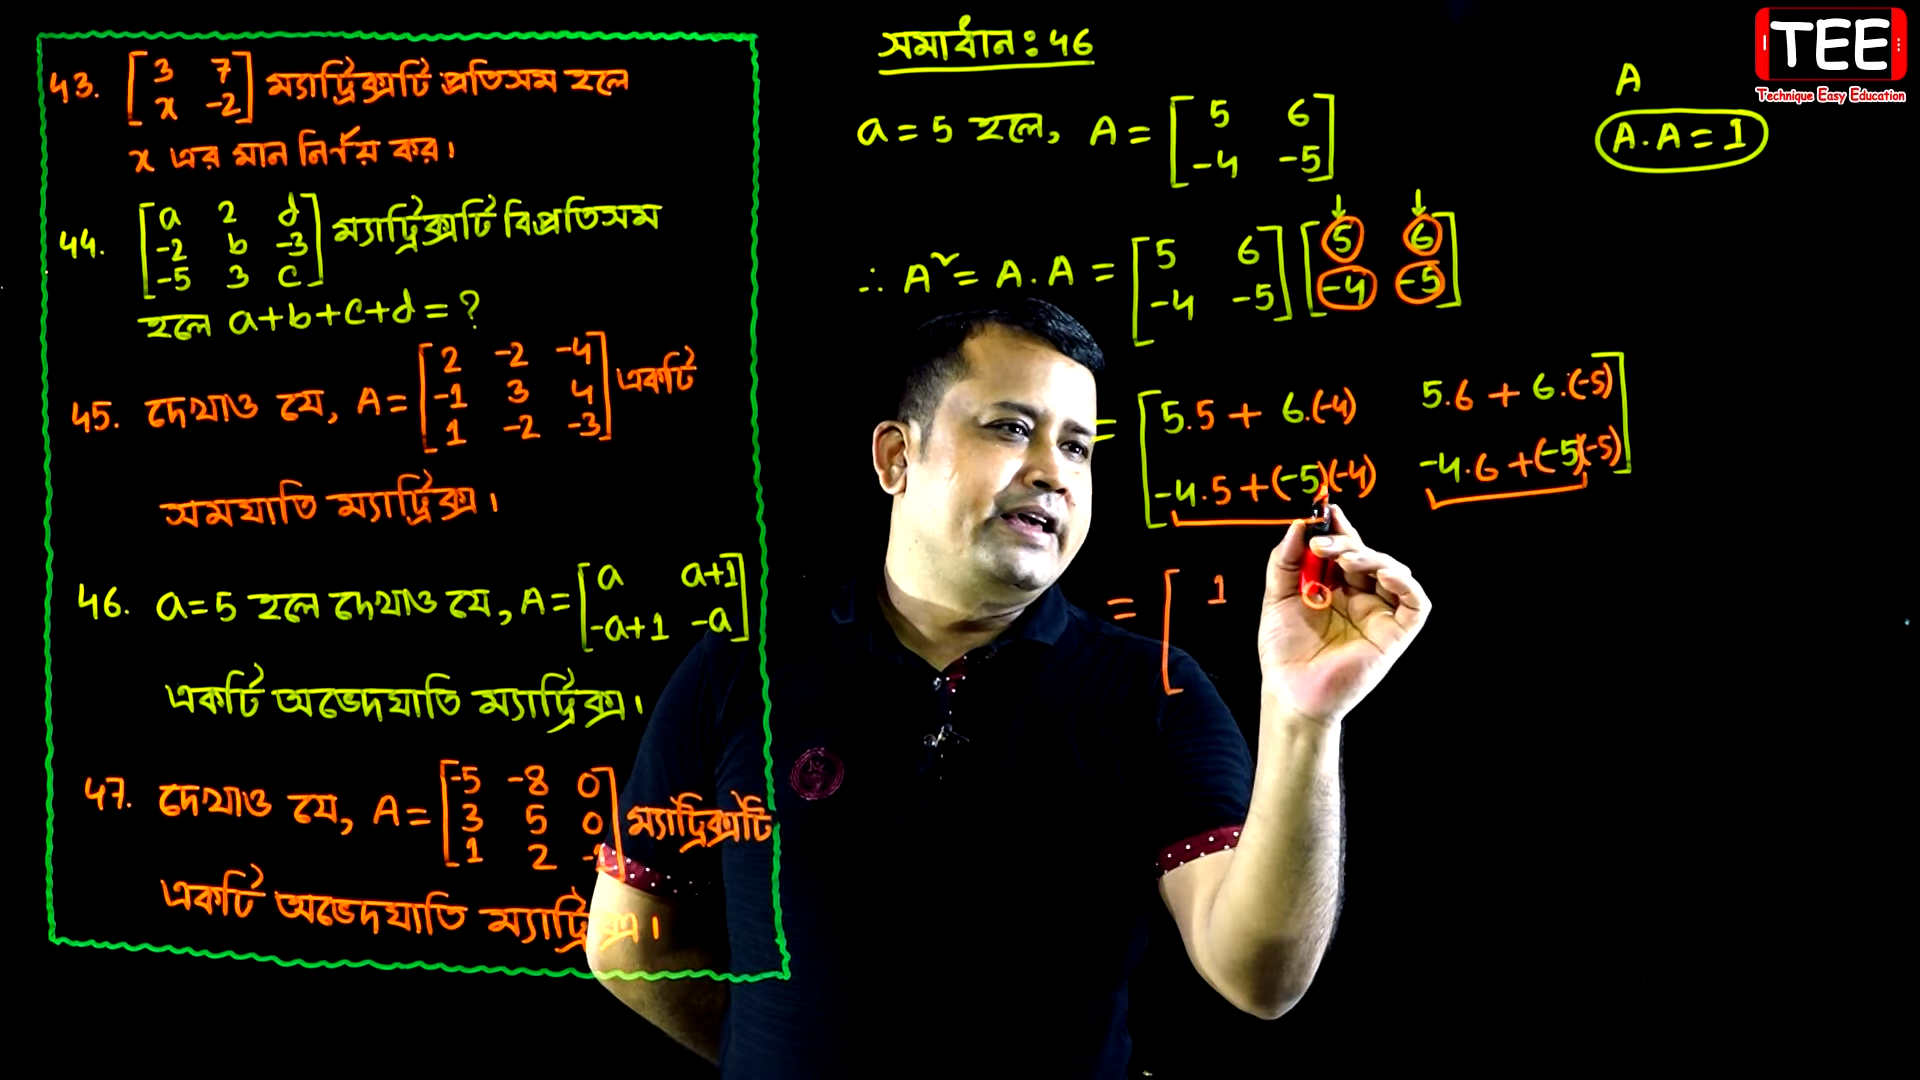 43. [3 7 x -2] ম্যাট্রিক্সটি প্রতিসম হলে
x এর মান নির্ণয় কর।
44. [a 2 d -2 b -3 -5 3 c] ম্যাট্রিক্সটি বিপ্রতিসম
হলে a+b+c+d = ?
45. দেখাও যে, A = [2 -2 -4 -1 3 4 1 -2 -3] একটি
সমঘাতি ম্যাট্রিক্স।
46. a=5 হলে দেখাও যে, A = [a a+1 -a+1 -a]
একটি অভেদঘাতি ম্যাট্রিক্স।
47. দেখাও যে, A = [-5 -8 0 3 5 0 1 2 -1] ম্যাট্রিক্সটি
একটি অভেদঘাতি ম্যাট্রিক্স।
সমাধান: 46
a = 5 হলে, A = [5 6 -4 -5]
∴ A² = A.A = [5 6 -4 -5] [5 6 -4 -5]
= [5.5 + 6.(-4) 5.6 + 6.(-5)
-4.5 + (-5)(-4) -4.6 + (-5)(-5)]
= [1
A
A.A = 1
TEE
Technique Easy Education